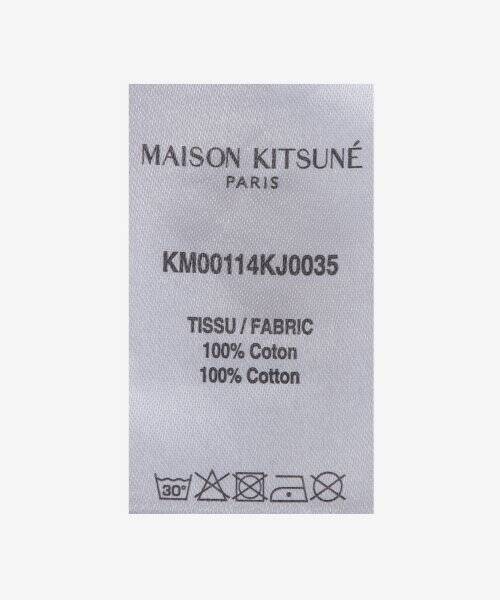 MAISON KITSUNÉ
PARIS
KM00114KJ0035
TISSU / FABRIC
100% Coton
100% Cotton
30°